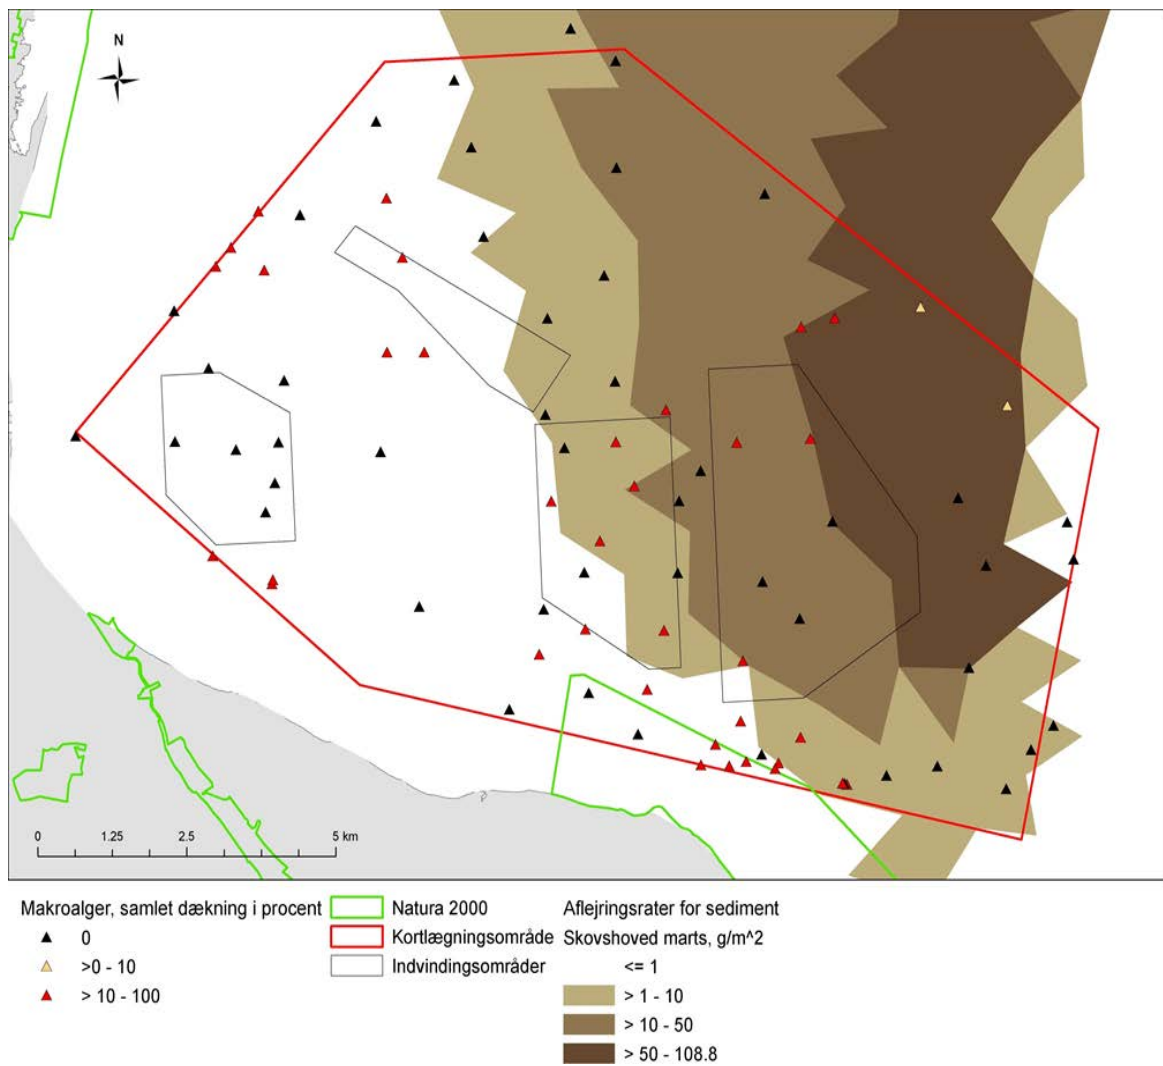 N
0 1.25 2.5 5 km
Makroalger, samlet dækning i procent
0
>0 - 10
> 10 - 100
Natura 2000
Kortlægningsområde
Indvindingsområder
Aflejringsrater for sediment
Skovshoved marts, g/m^2
<= 1
> 1 - 10
> 10 - 50
> 50 - 108.8